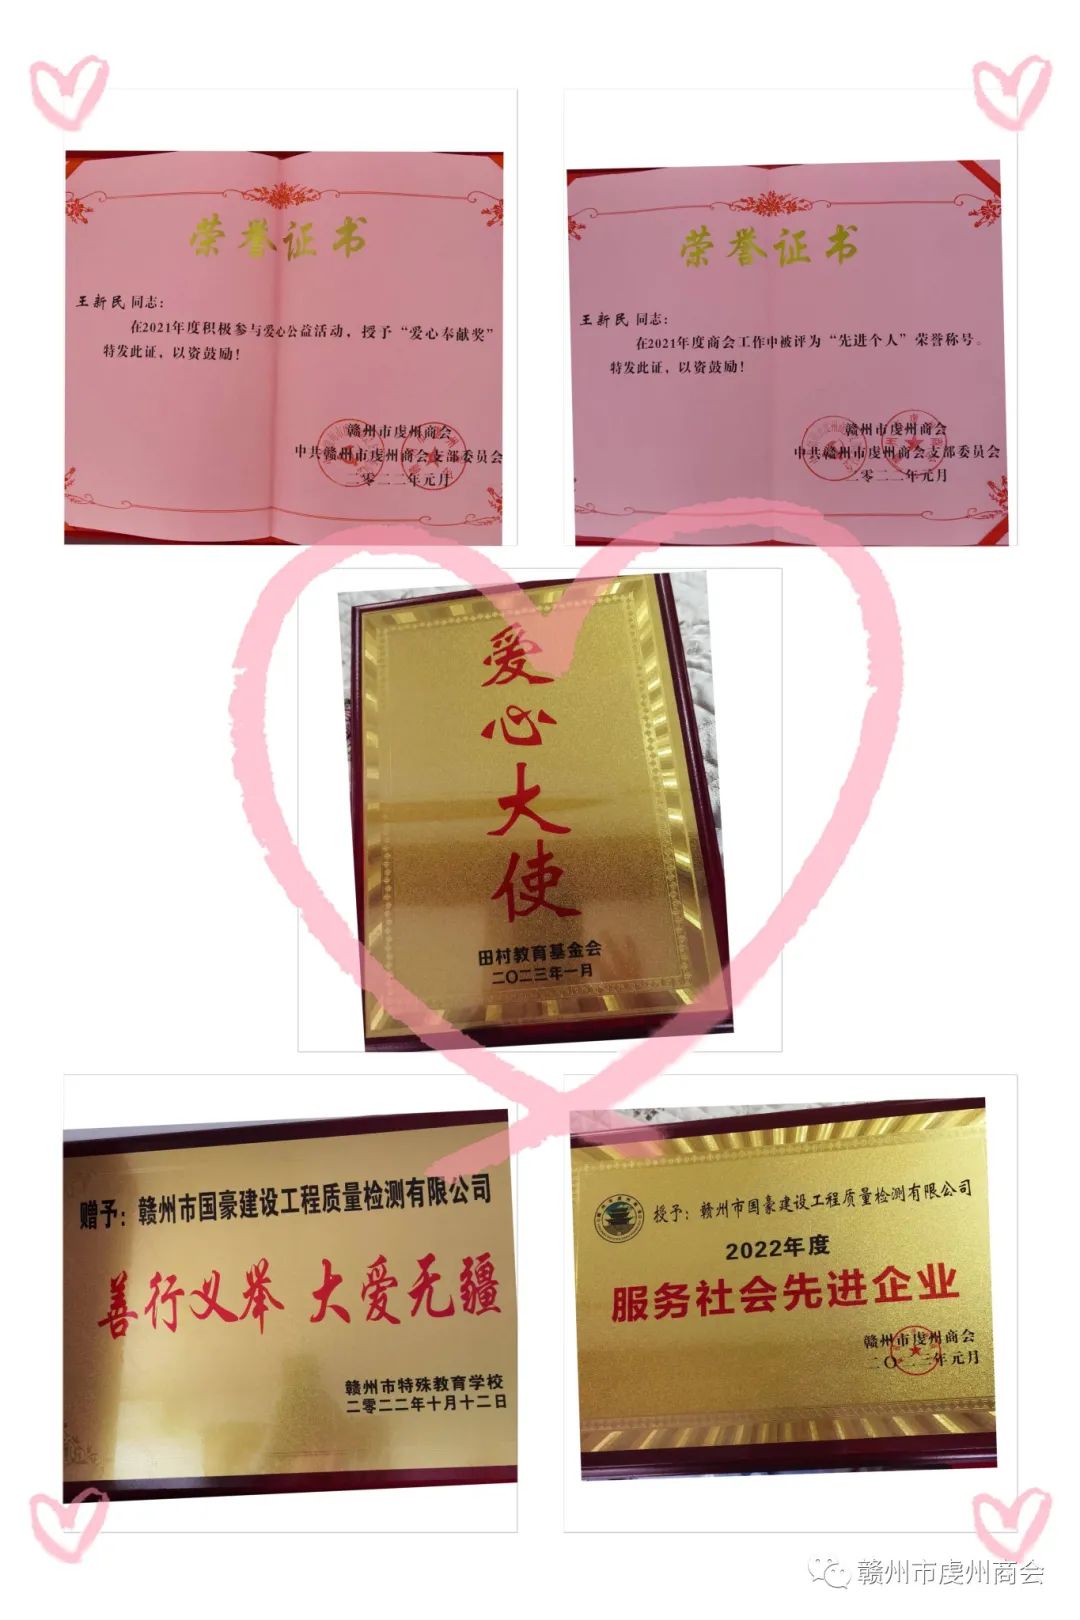 荣誉证书
王新民 同志：
在2021年度积极参与爱心公益活动，授予“爱心奉献奖”
特发此证，以资鼓励！
赣州市虔州商会
中共赣州市虔州商会支部委员会
二零二二年元月
荣誉证书
王新民 同志：
在2021年度商会工作中被评为“先进个人”荣誉称号。
特发此证，以资鼓励！
赣州市虔州商会
中共赣州市虔州商会支部委员会
二零二二年元月
爱心大使
田村教育基金会
二〇二三年一月
赠予：赣州市国豪建设工程质量检测有限公司
善行义举 大爱无疆
赣州市特殊教育学校
二零二二年十月十二日
授予：赣州市国豪建设工程质量检测有限公司
2022年度
服务社会先进企业
赣州市虔州商会
二〇二三年元月
赣州市虔州商会